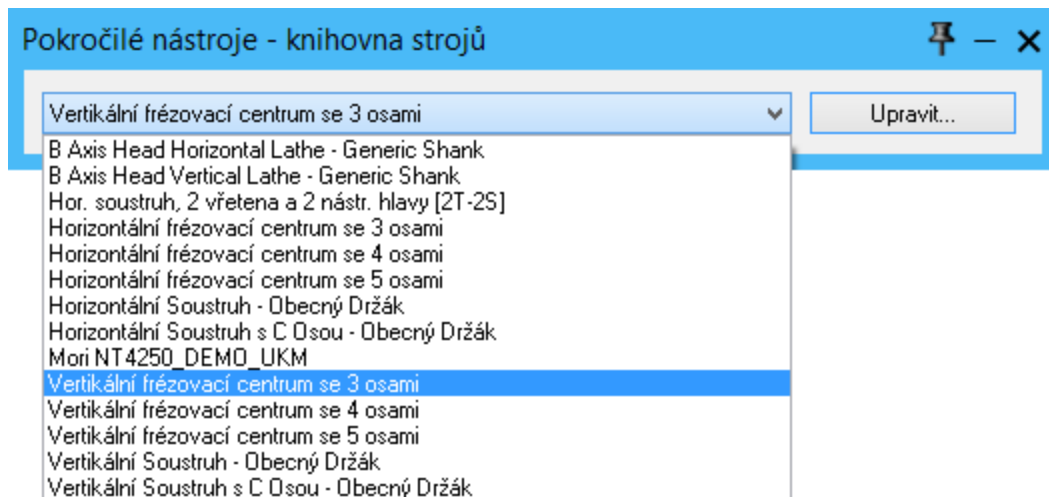 Pokročilé nástroje - knihovna strojů
Vertikální frézovací centrum se 3 osami
Upravit...
B Axis Head Horizontal Lathe - Generic Shank
B Axis Head Vertical Lathe - Generic Shank
Hor. soustruh, 2 vřetena a 2 nástr. hlavy [2T-2S]
Horizontální frézovací centrum se 3 osami
Horizontální frézovací centrum se 4 osami
Horizontální frézovací centrum se 5 osami
Horizontální Soustruh - Obecný Držák
Horizontální Soustruh s C Osou - Obecný Držák
Mori NT4250_DEMO_UKM
Vertikální frézovací centrum se 3 osami
Vertikální frézovací centrum se 4 osami
Vertikální frézovací centrum se 5 osami
Vertikální Soustruh - Obecný Držák
Vertikální Soustruh s C Osou - Obecný Držák